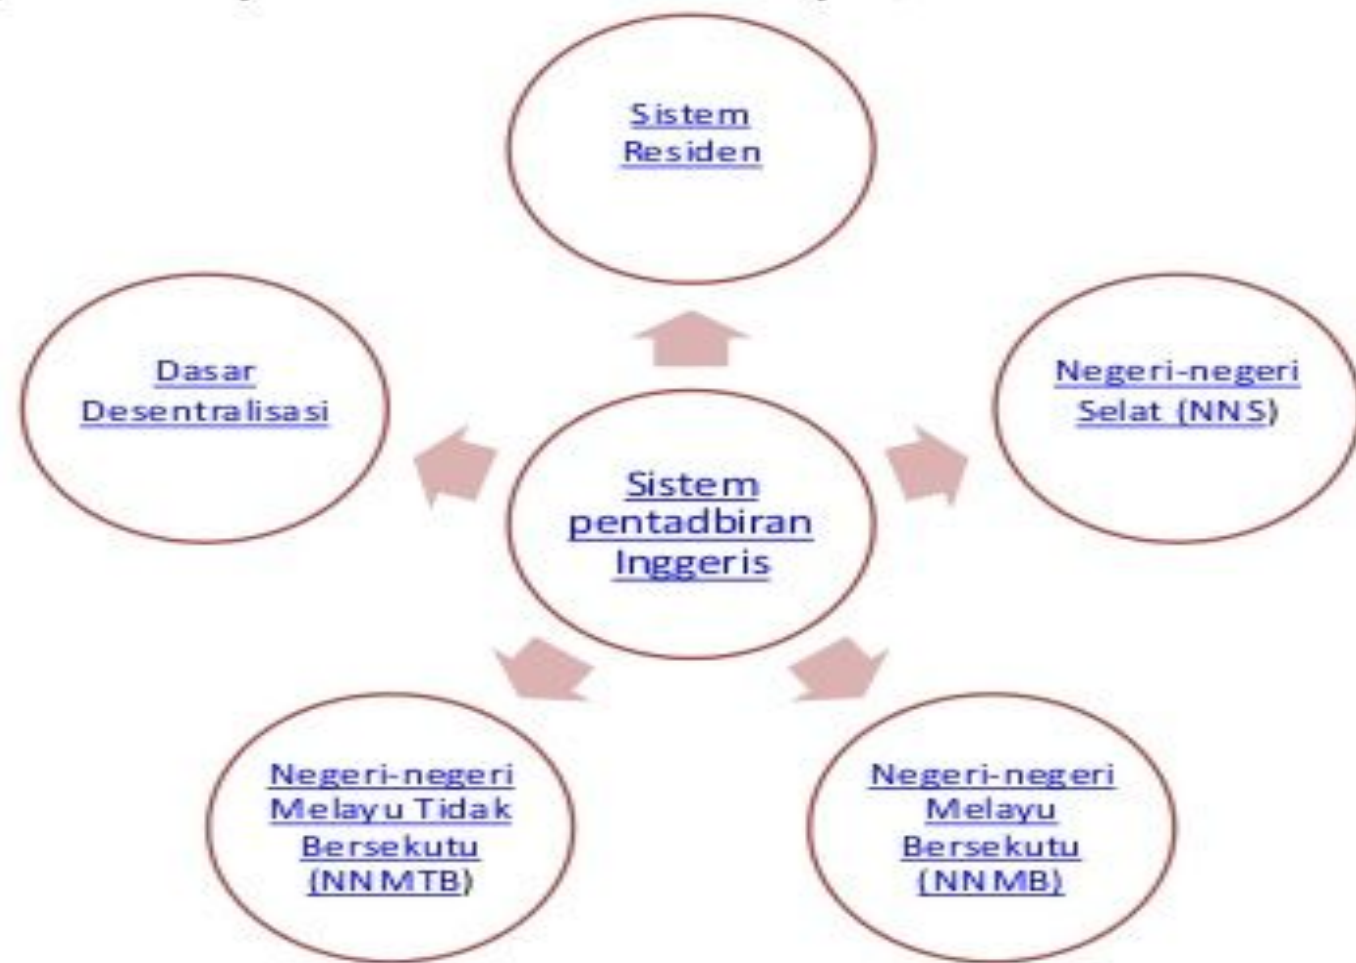 Sistem
Residen
Dasar
Desentralisasi
Negeri-negeri
Selat (NNS)
Sistem
pentadbiran
Inggeris
Negeri-negeri
Melayu Tidak
Bersekutu
(NNMTB)
Negeri-negeri
Melayu
Bersekutu
(NNMB)